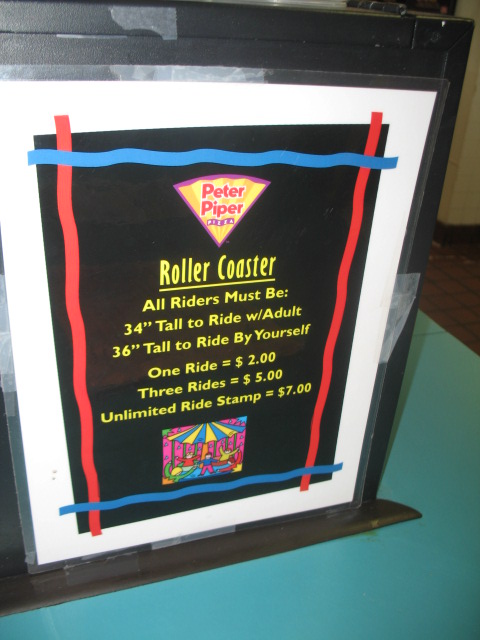 Peter
Piper
PIZZA
Roller Coaster
All Riders Must Be:
34" Tall to Ride w/Adult
36" Tall to Ride By Yourself
One Ride = $ 2.00
Three Rides = $ 5.00
Unlimited Ride Stamp = $7.00